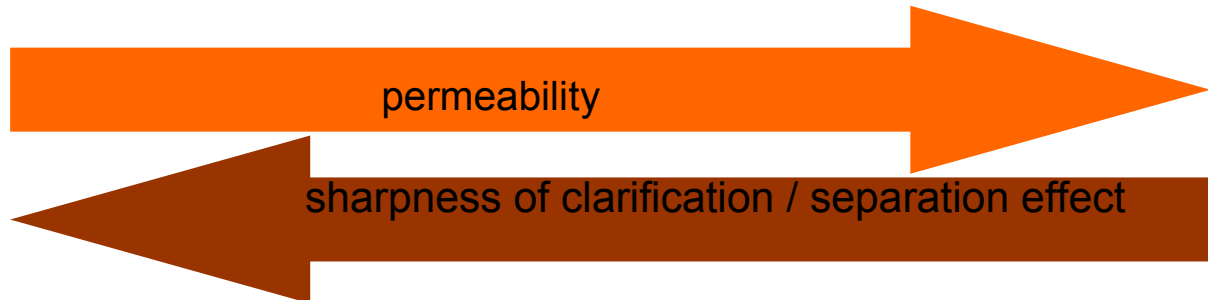 permeability
sharpness of clarification / separation effect